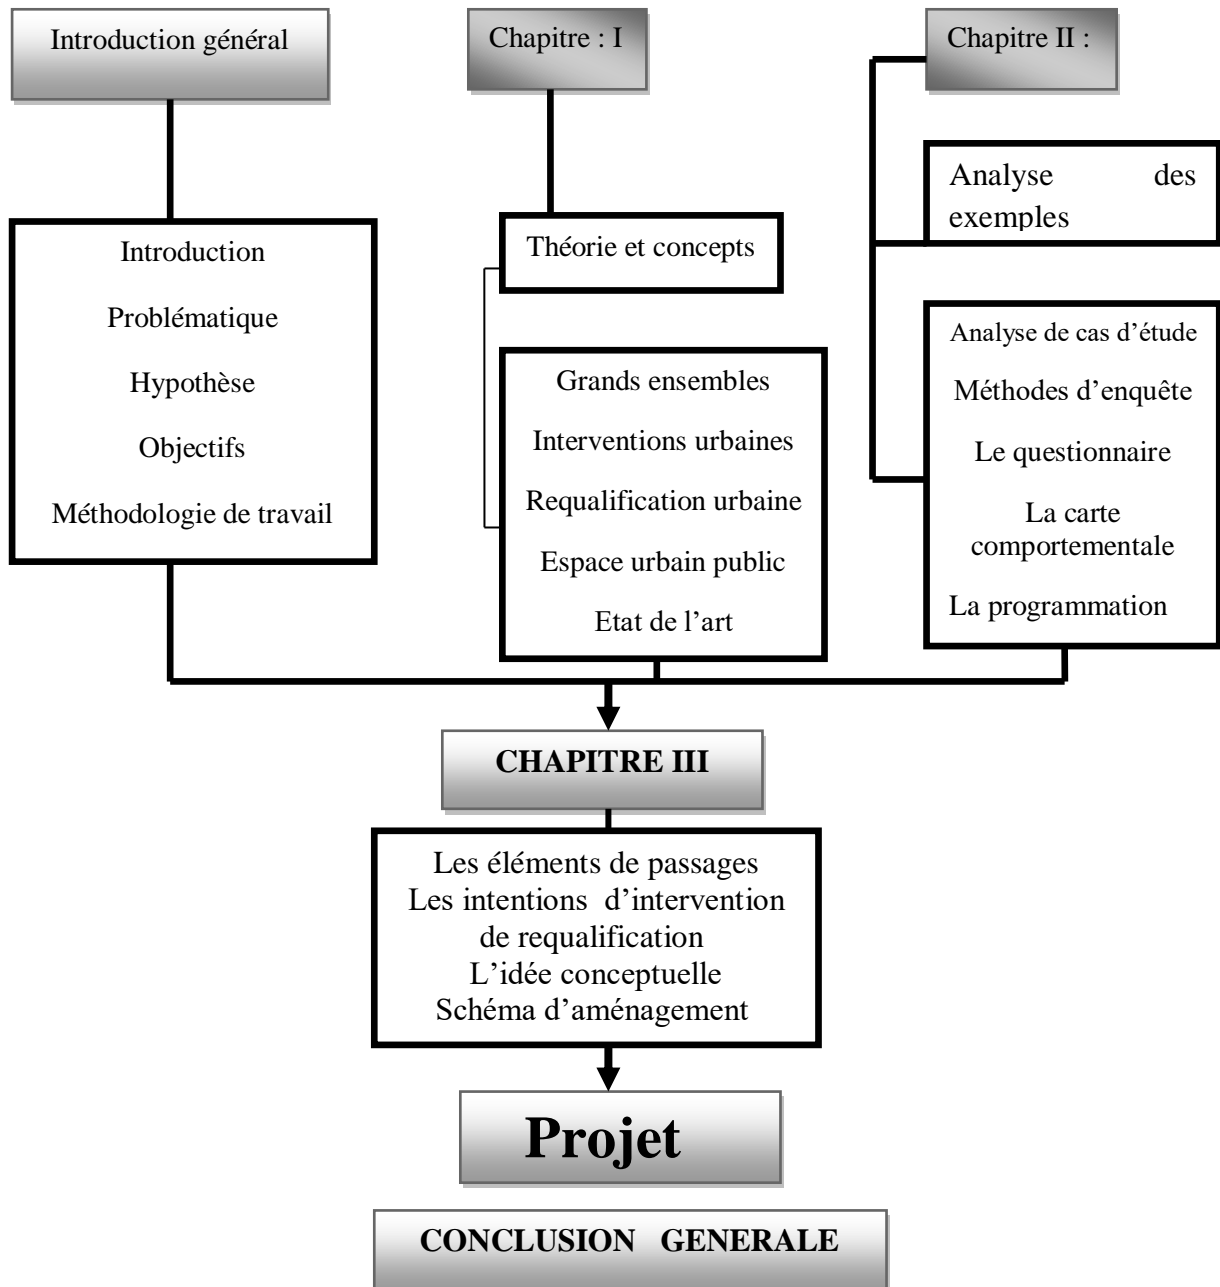 Introduction général
Introduction
Problématique
Hypothèse
Objectifs
Méthodologie de travail
Chapitre : I
Théorie et concepts
Grands ensembles
Interventions urbaines
Requalification urbaine
Espace urbain public
Etat de l’art
Chapitre II :
Analyse des
exemples
Analyse de cas d’étude
Méthodes d’enquête
Le questionnaire
La carte
comportementale
La programmation
CHAPITRE III
Les éléments de passages
Les intentions d’intervention
de requalification
L’idée conceptuelle
Schéma d’aménagement
Projet
CONCLUSION GENERALE